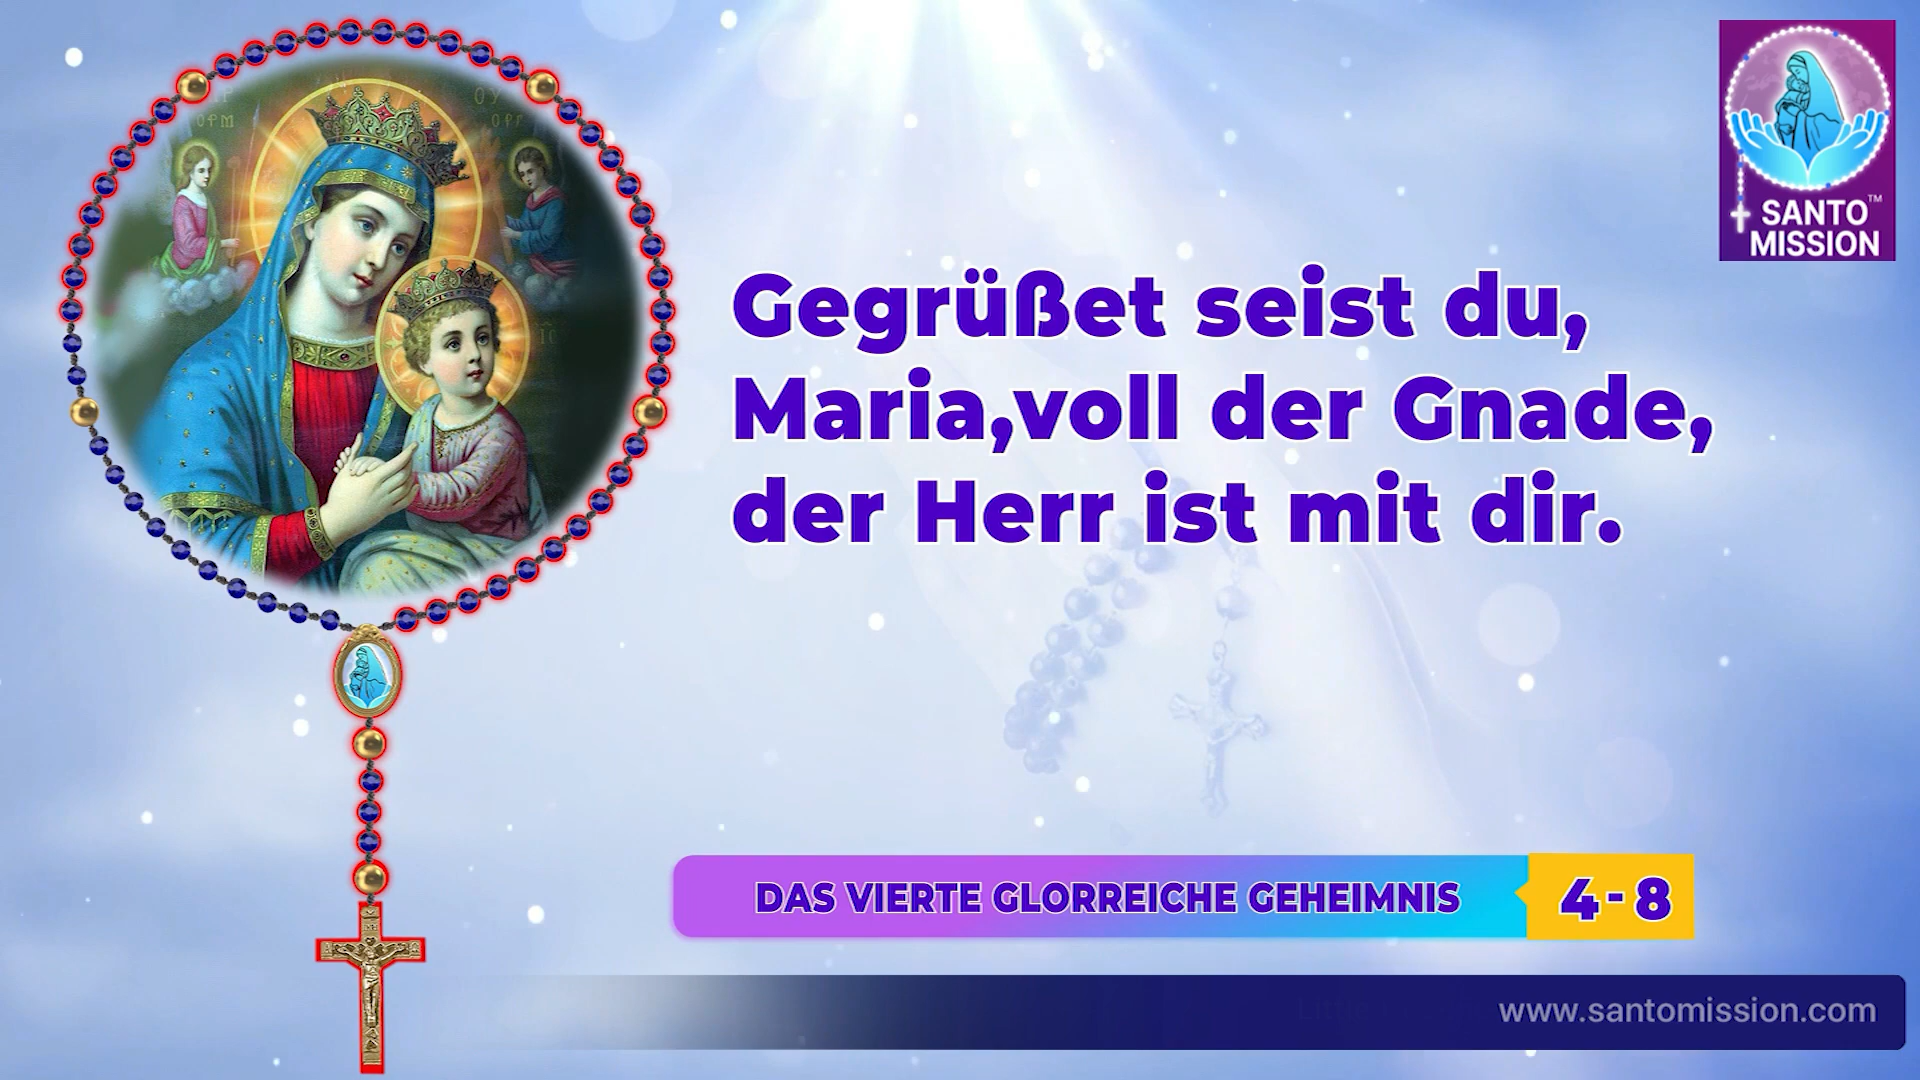 SANTO
MISSION™
Gegrüßet seist du,
Maria,voll der Gnade,
der Herr ist mit dir.
DAS VIERTE GLORREICHE GEHEIMNIS
4-8
www.santomission.com